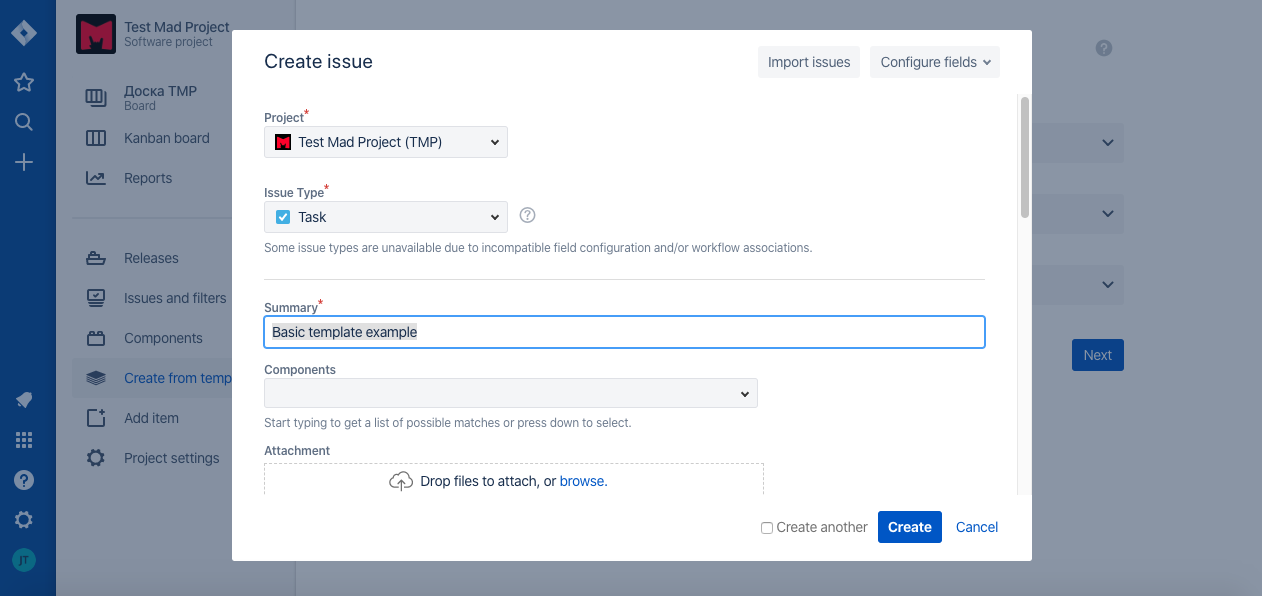 Test Mad Project
Software project
Доска TMP
Board
Kanban board
Reports
Releases
Issues and filters
Components
Create from temp
Add item
Project settings
JT
Create issue
Import issues
Configure fields
Project*
Test Mad Project (TMP)
Issue Type*
Task
Some issue types are unavailable due to incompatible field configuration and/or workflow associations.
Summary*
Basic template example
Components
Start typing to get a list of possible matches or press down to select.
Attachment
Drop files to attach, or browse.
Create another
Create
Cancel
Next